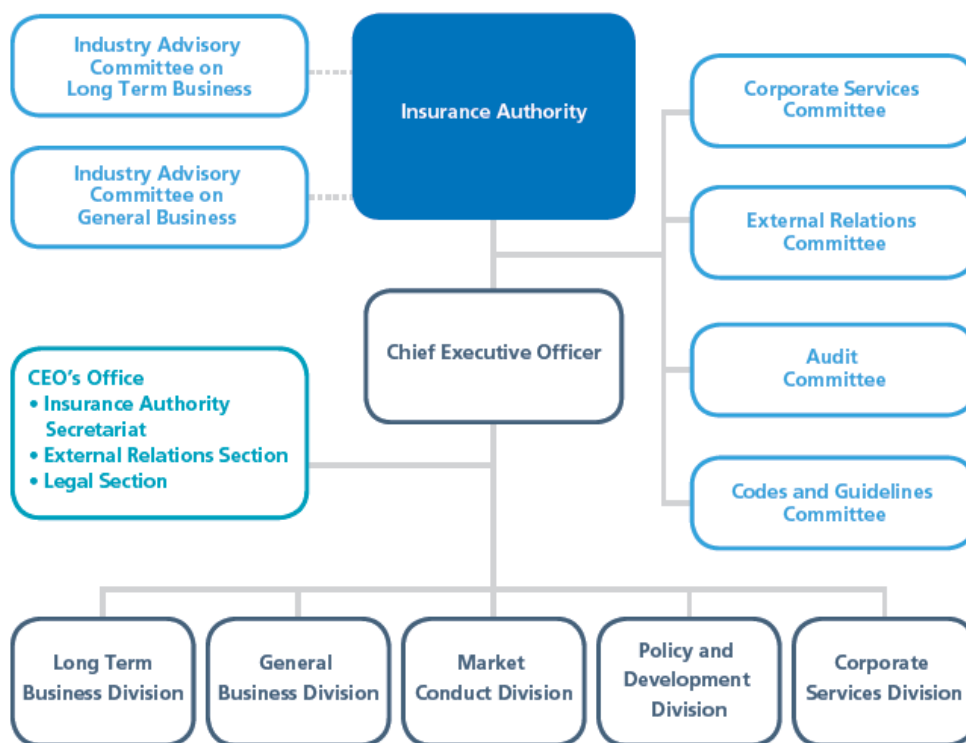 Industry Advisory
Committee on
Long Term Business
Insurance Authority
Industry Advisory
Committee on
General Business
Corporate Services
Committee
External Relations
Committee
Chief Executive Officer
Audit
Committee
CEO's Office
• Insurance Authority
Secretariat
• External Relations Section
• Legal Section
Codes and Guidelines
Committee
Long Term
Business Division
General
Business Division
Market
Conduct Division
Policy and
Development
Division
Corporate
Services Division